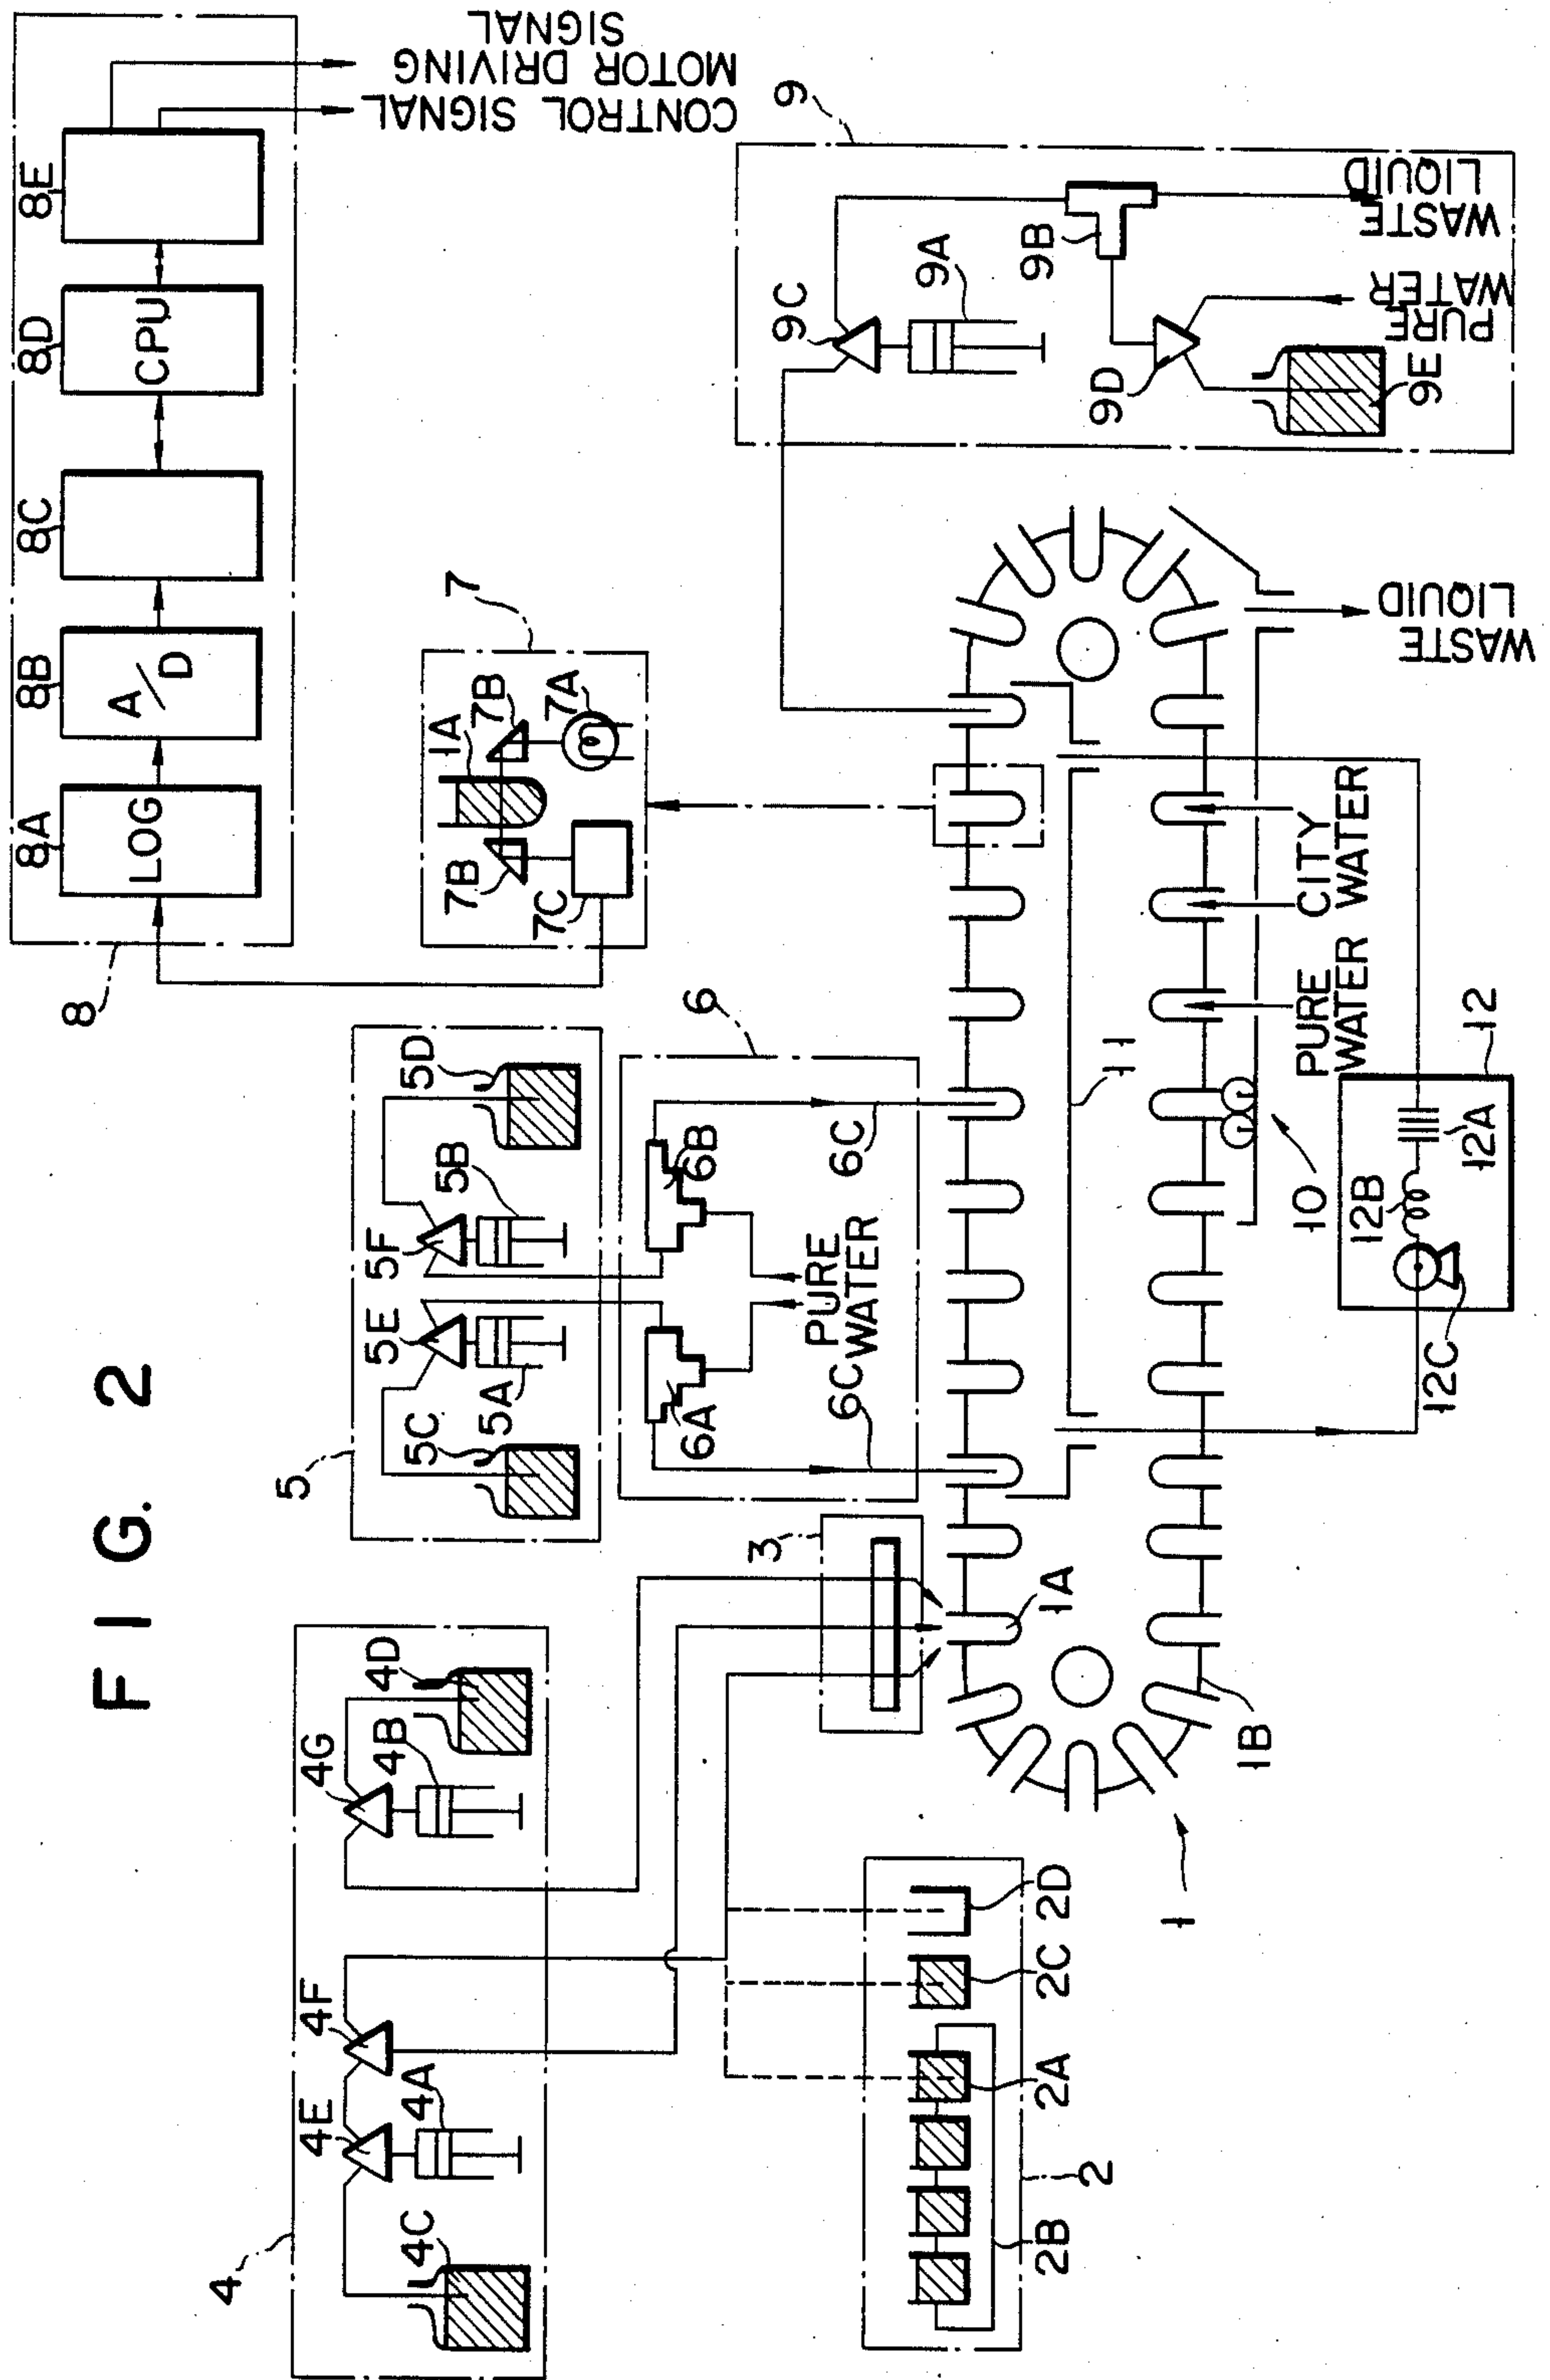 FIG. 2
8
8A
8B
8C
8D
8E
LOG
A/D
CPU
MOTOR DRIVING
SIGNAL
CONTROL SIGNAL
4
4C
4E
4A
4F
4G
4B
4D
5
5C
5E
5A
5F
5B
5D
6
6A
6B
6C
6C
PURE
WATER
7
7B
1A
7B
7A
7C
9
9C
9A
9B
9D
9E
PURE
WATER
WASTE
LIQUID
3
1A
1B
1
2
2A
2B
2C
2D
11
10
PURE
WATER
CITY
WATER
WASTE
LIQUID
12
12A
12B
12C